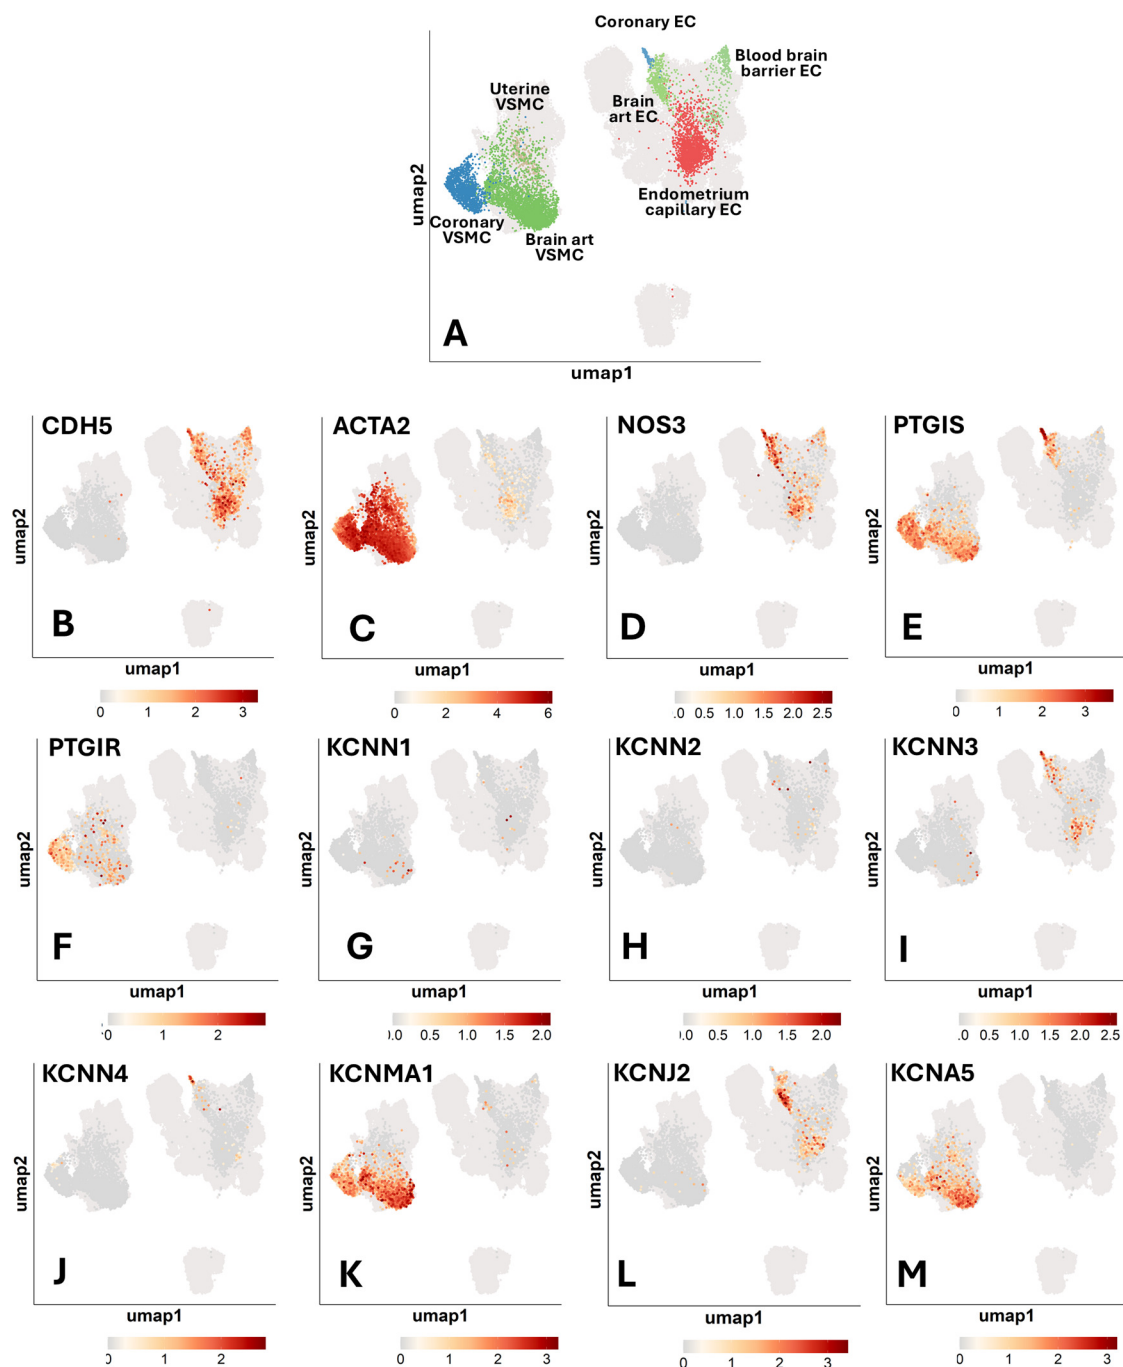 Coronary EC
Blood brain
barrier EC
Uterine
VSMC
Brain
art EC
Endometrium
capillary EC
Coronary
VSMC
Brain art
VSMC
umap2
A
umap1
CDH5
ACTA2
NOS3
PTGIS
umap2
umap2
umap2
umap2
B
C
D
E
umap1
umap1
umap1
umap1
0 1 2 3
0 2 4 6
.0 0.5 1.0 1.5 2.0 2.5
0 1 2 3
PTGIR
KCNN1
KCNN2
KCNN3
umap2
umap2
umap2
umap2
F
G
H
I
umap1
umap1
umap1
umap1
0 1 2
0.0 0.5 1.0 1.5 2.0
0.0 0.5 1.0 1.5 2.0
.0 0.5 1.0 1.5 2.0 2.5
KCNN4
KCNMA1
KCNJ2
KCNA5
umap2
umap2
umap2
umap2
J
K
L
M
umap1
umap1
umap1
umap1
0 1 2
0 1 2 3
0 1 2 3
0 1 2 3